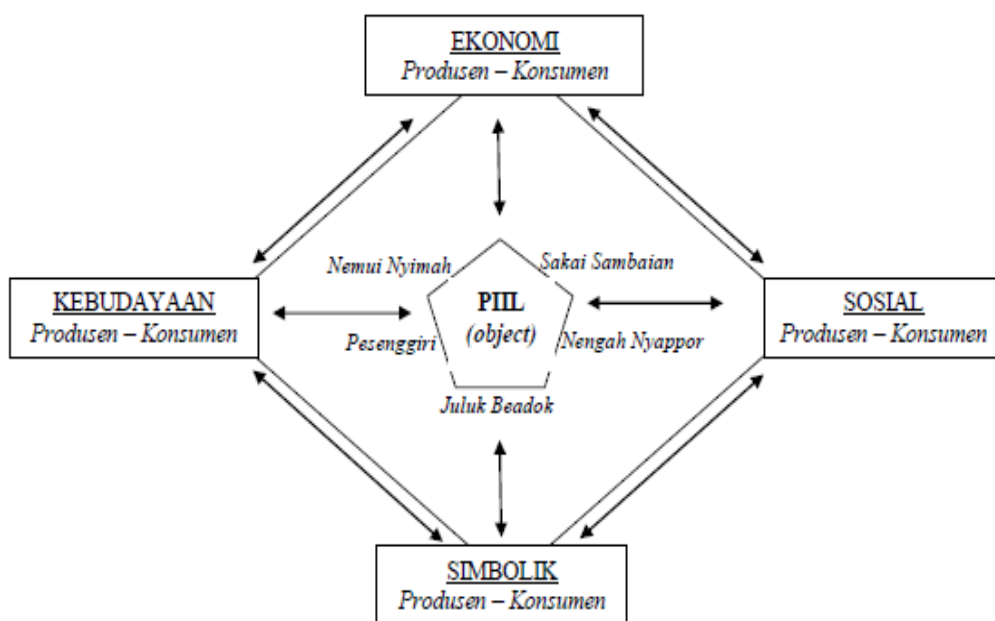 EKONOMI
Produsen – Konsumen
Nemui Nyimah
Sakai Sambaian
KEBUDAYAAN
Produsen – Konsumen
PIIL
(object)
SOSIAL
Produsen – Konsumen
Pesenggiri
Nengah Nyappor
Juluk Beadok
SIMBOLIK
Produsen – Konsumen